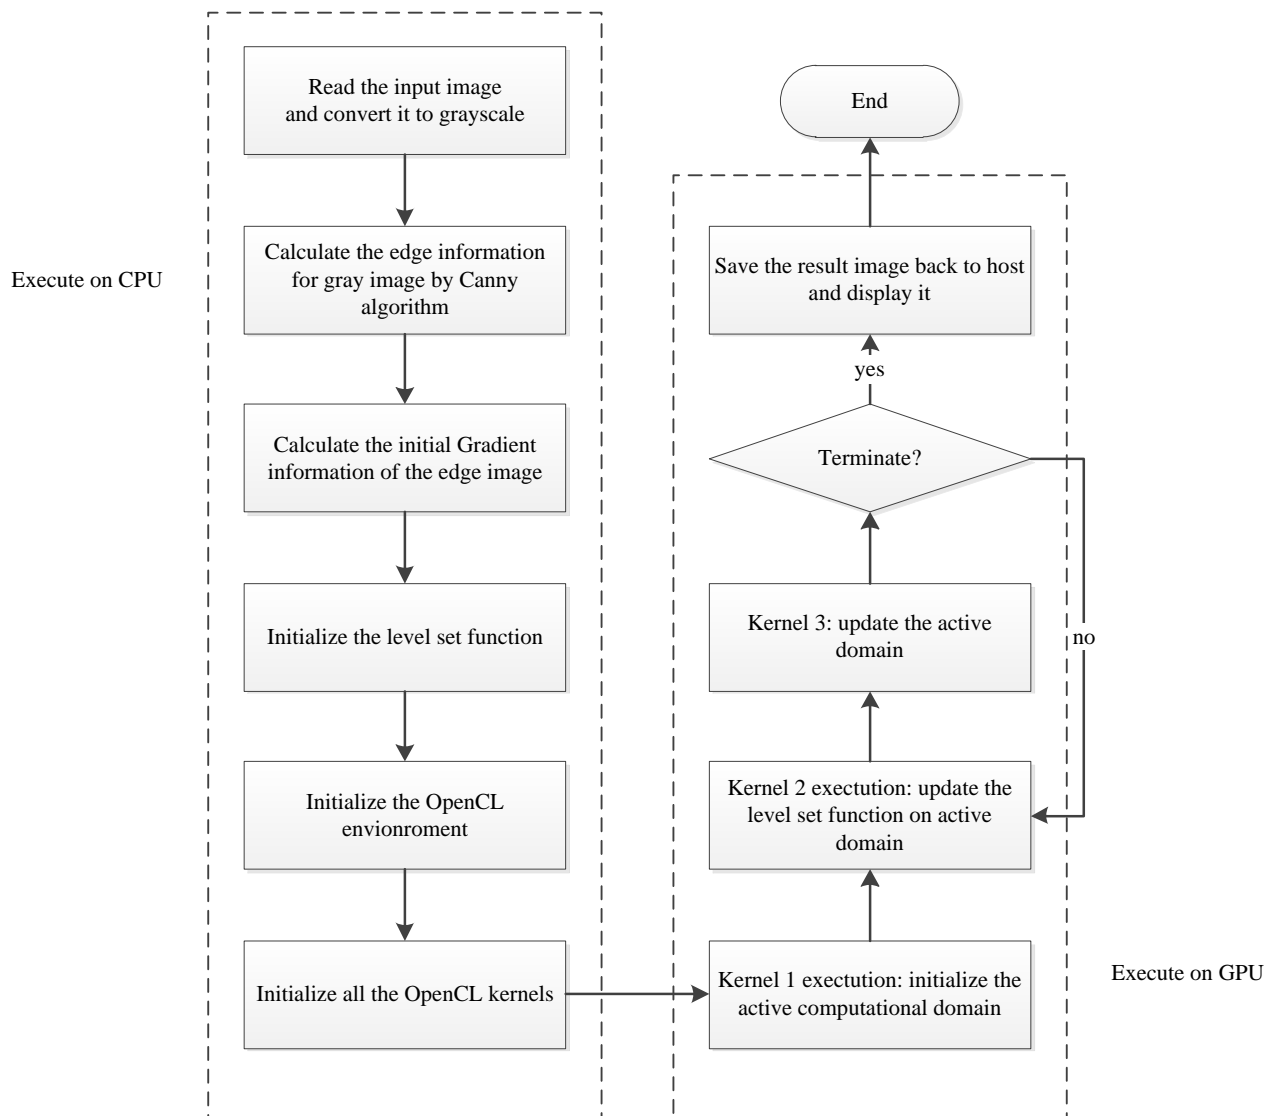 Execute on CPU
Read the input image
and convert it to grayscale
Calculate the edge information
for gray image by Canny
algorithm
Calculate the initial Gradient
information of the edge image
Initialize the level set function
Initialize the OpenCL
envionroment
Initialize all the OpenCL kernels
End
Save the result image back to host
and display it
yes
Terminate?
no
Kernel 3: update the active
domain
Kernel 2 exectution: update the
level set function on active
domain
Kernel 1 exectution: initialize the
active computational domain
Execute on GPU